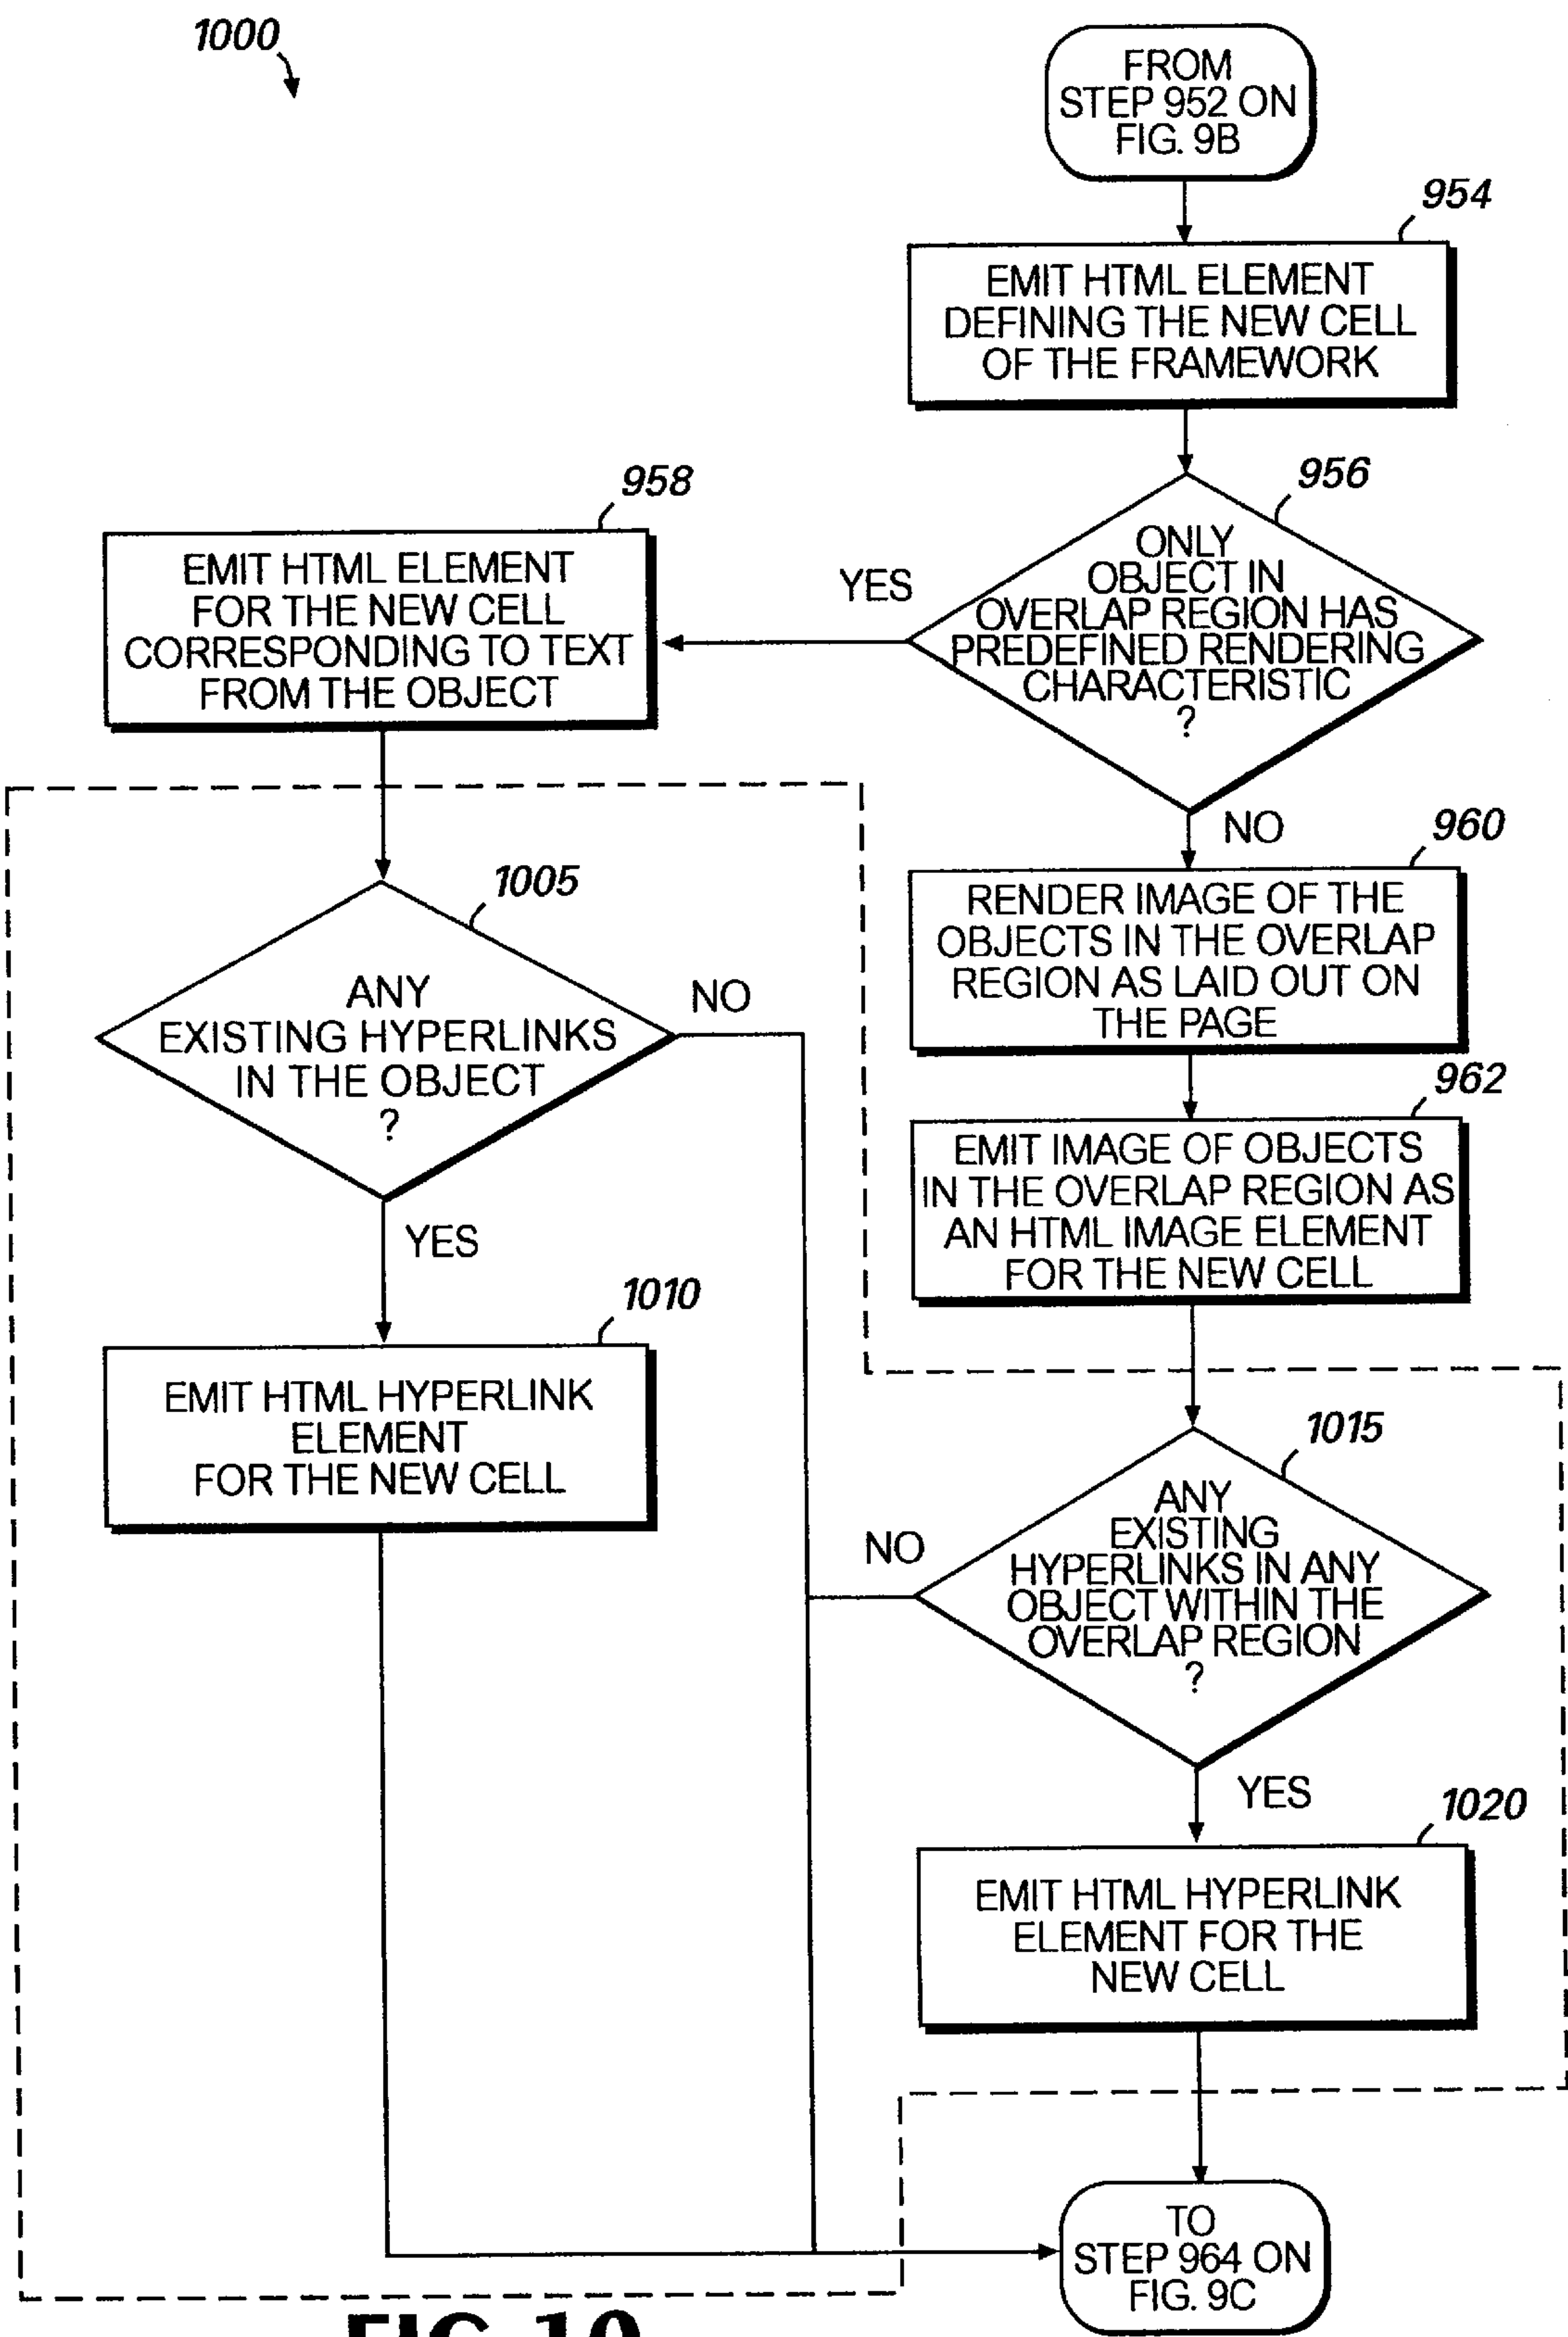 1000
FROM
STEP 952 ON
FIG. 9B
954
EMIT HTML ELEMENT
DEFINING THE NEW CELL
OF THE FRAMEWORK
956
ONLY
OBJECT IN
OVERLAP REGION HAS
PREDEFINED RENDERING
CHARACTERISTIC
?
YES
958
EMIT HTML ELEMENT
FOR THE NEW CELL
CORRESPONDING TO TEXT
FROM THE OBJECT
NO
960
RENDER IMAGE OF THE
OBJECTS IN THE OVERLAP
REGION AS LAID OUT ON
THE PAGE
1005
ANY
EXISTING HYPERLINKS
IN THE OBJECT
?
NO
YES
962
EMIT IMAGE OF OBJECTS
IN THE OVERLAP REGION AS
AN HTML IMAGE ELEMENT
FOR THE NEW CELL
1010
EMIT HTML HYPERLINK
ELEMENT
FOR THE NEW CELL
1015
ANY
EXISTING
HYPERLINKS IN ANY
OBJECT WITHIN THE
OVERLAP REGION
?
NO
YES
1020
EMIT HTML HYPERLINK
ELEMENT FOR THE
NEW CELL
TO
STEP 964 ON
FIG. 9C
FIG. 10